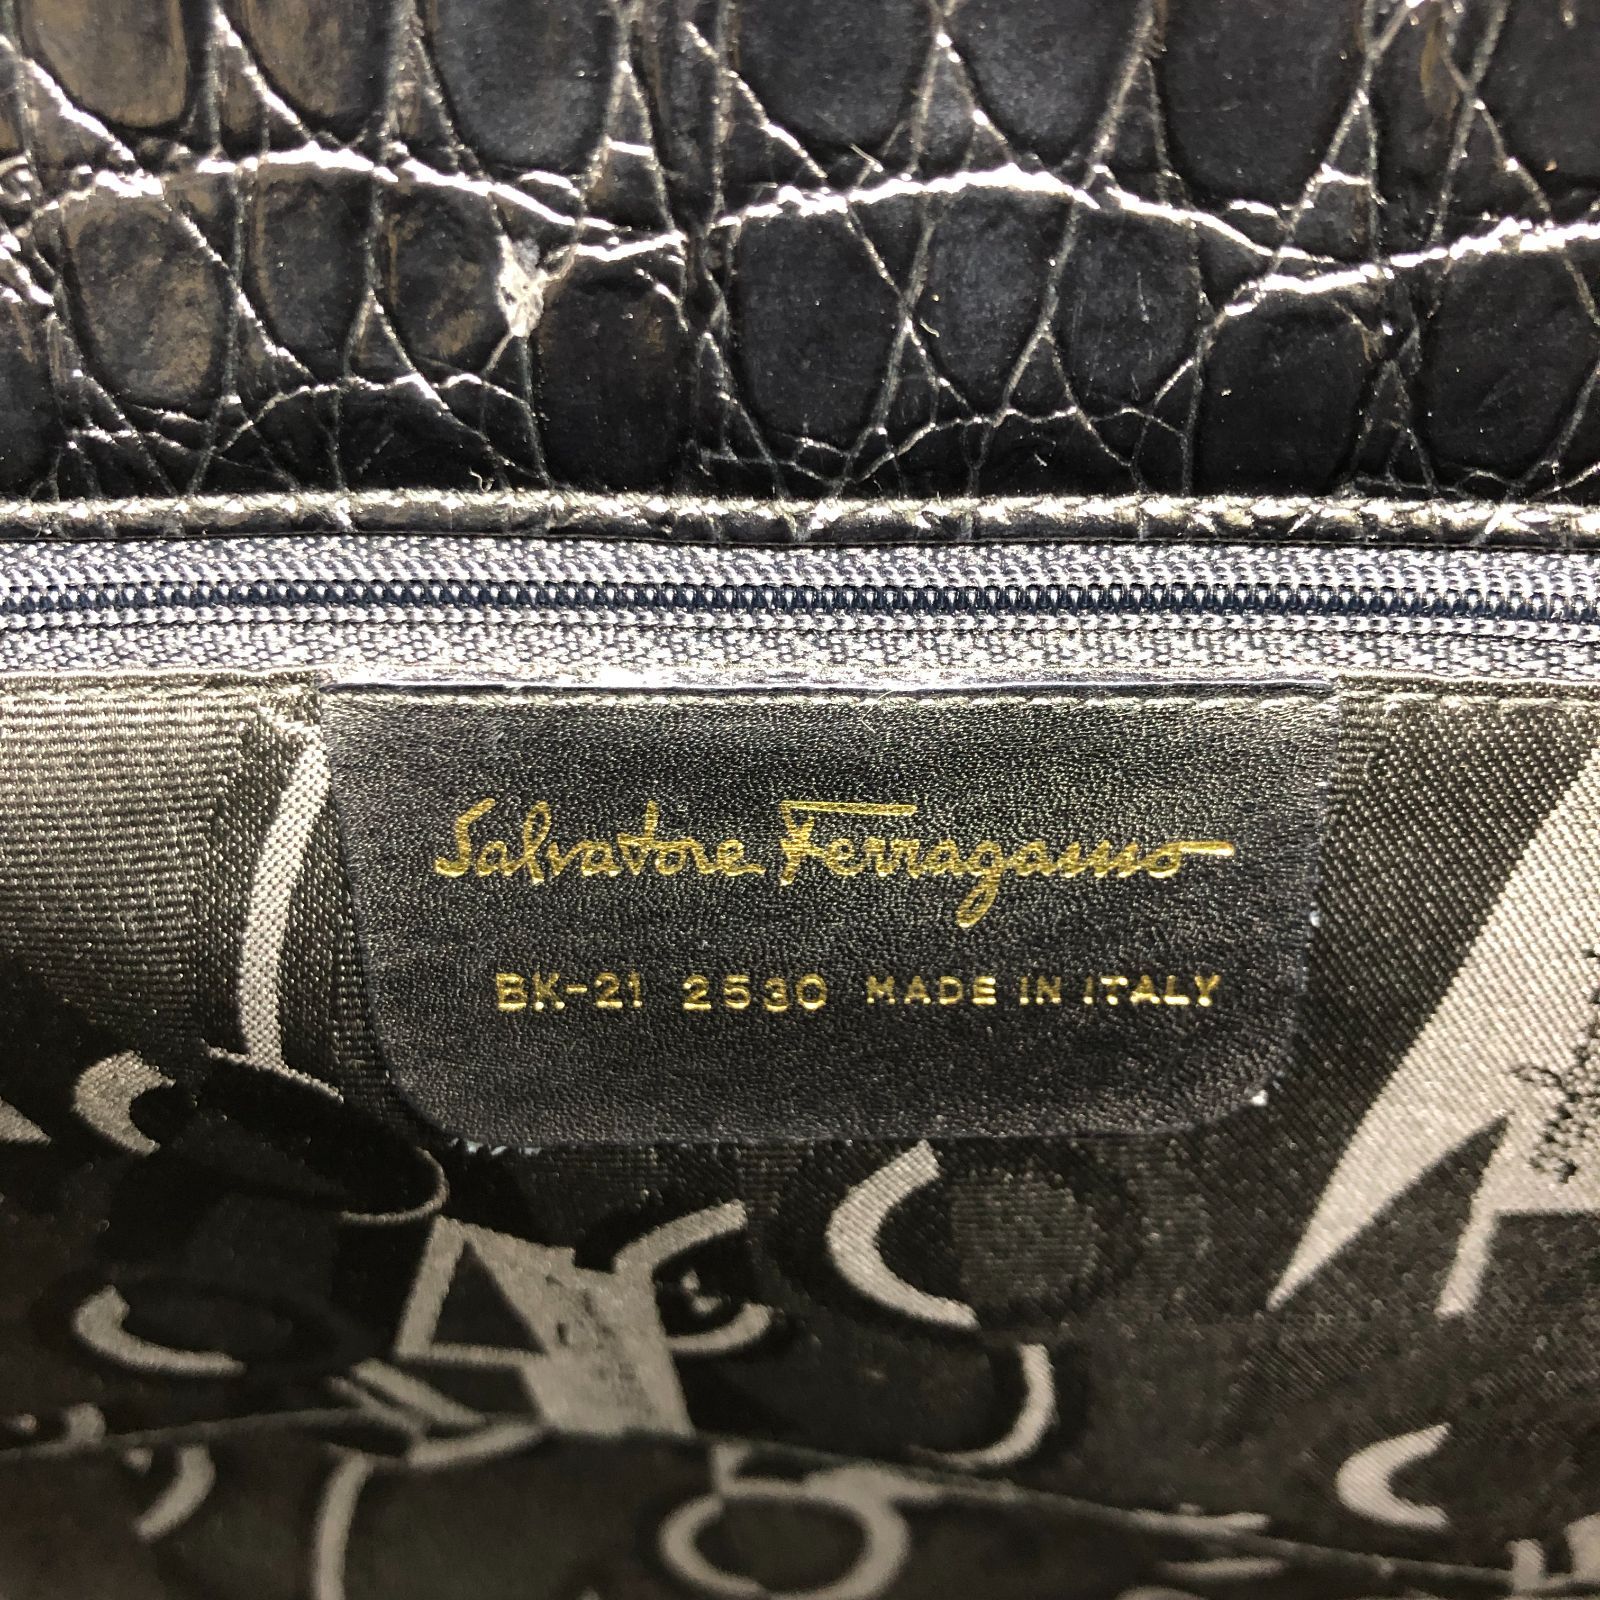 Salvatore Ferragamo
BK-21 2530 MADE IN ITALY